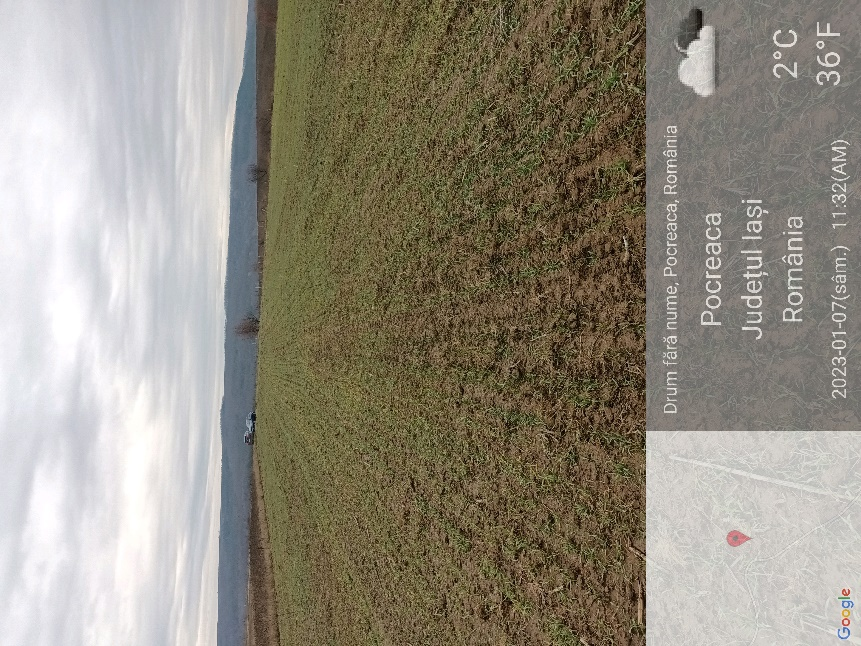 Drum fără nume, Pocreaca, România
Pocreaca
Județul Iași
România
2023-01-07(sâm.) 11:32(AM)
2°C
36°F
Google